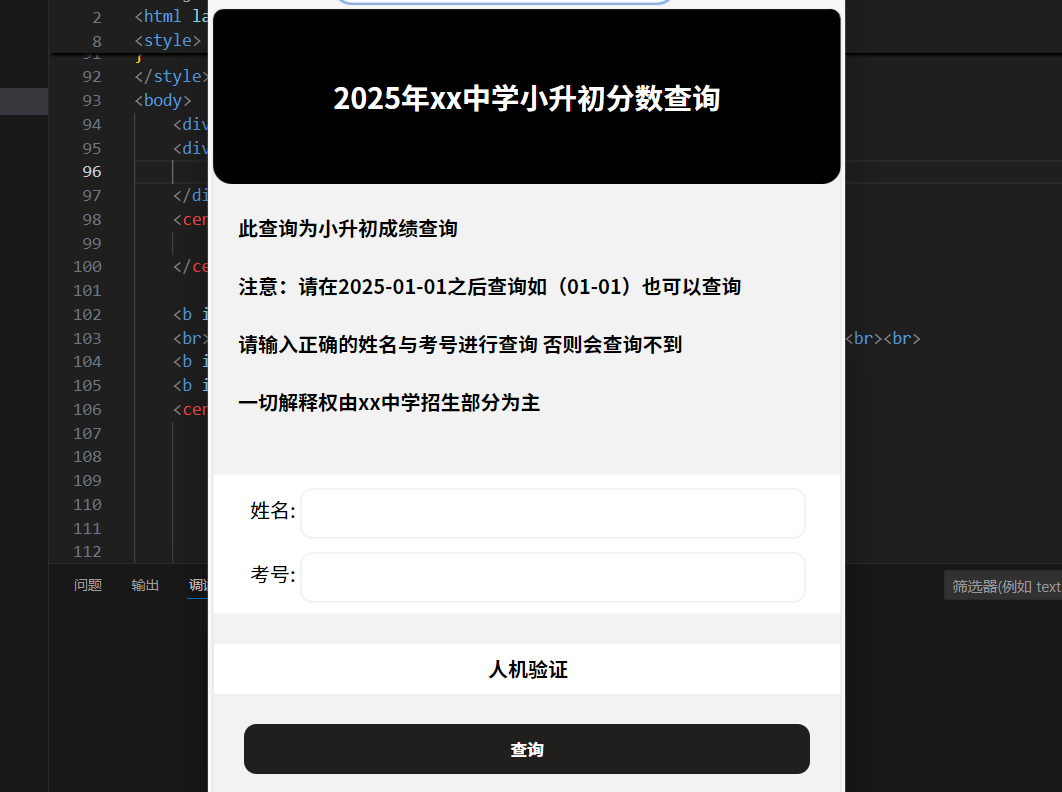 2 <html la
8 <style>
91 }
92 </style>
93 <body>
94 <div
95 <div
96
97 </di
98 <cen
99
100 </ce
101
102 <b i
103 <br> <br><br>
104 <b i
105 <b i
106 <cen
107
108
109
110
111
112
问题 输出 调试
筛选器(例如 text
2025年xx中学小升初分数查询
此查询为小升初成绩查询
注意：请在2025-01-01之后查询如（01-01）也可以查询
请输入正确的姓名与考号进行查询 否则会查询不到
一切解释权由xx中学招生部分为主
姓名:
考号:
人机验证
查询